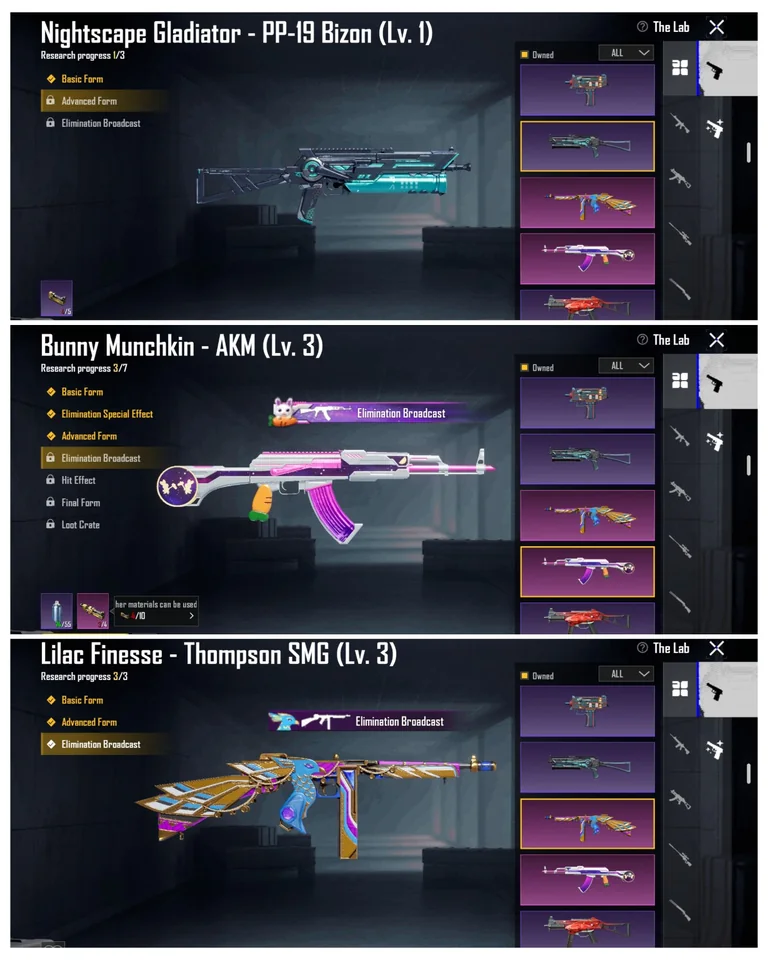 Nightscape Gladiator - PP-19 Bizon (Lv. 1)
The Lab
Research progress 1/3
Basic Form
Advanced Form
Elimination Broadcast
Owned
ALL
/5
Bunny Munchkin - AKM (Lv. 3)
The Lab
Research progress 3/7
Basic Form
Elimination Special Effect
Advanced Form
Elimination Broadcast
Hit Effect
Final Form
Loot Crate
Elimination Broadcast
Owned
ALL
/55
/4
her materials can be used
/10
Lilac Finesse - Thompson SMG (Lv. 3)
The Lab
Research progress 3/3
Basic Form
Advanced Form
Elimination Broadcast
Elimination Broadcast
Owned
ALL